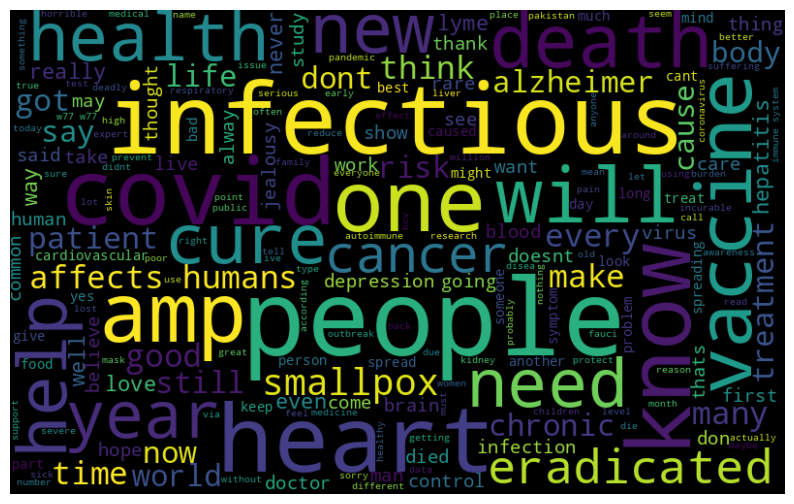 health
new
death
infectious
covid
one
will
vaccine
cure
cancer
people
amp
know
help
year
heart
need
eradicated
smallpox
chronic
many
treatment
hepatitis
body
alzheimer
think
dont
life
got
say
really
never
study
lyme
thank
much
mind
thing
rare
see
show
best
may
thought
alway
jealousy
risk
work
might
want
care
cause
live
take
said
way
human
patient
common
cardiovascular
affects
humans
depression
going
make
every
virus
blood
doesnt
long
day
treat
look
problem
symptom
someone
spreading
thats
first
don
actually
infection
control
died
doctor
man
brain
come
even
keep
still
love
good
believe
well
food
give
yes
hope
now
time
world
part
person
spread
another
probably
nothing
protect
outbreak
according
great
back
due
kidney
fauci
old
disea
autoimmune
research
everyone
family
million
caused
effect
reduce
often
serious
early
liver
respiratory
pandemic
issue
medical
name
horrible
something
true
deadly
test
expert
high
bad
w77 w77
today
sure
prevent
didnt
lot
skin
point
public
right
tell
live
type
use
poor
lost
mask
support
severe
sick
number
without
via
feel
medicine
healthy
getting
women
must
sorry
different
data
children
level
die
month
reason
read
awareness
call
incurable
burden
using
mean
pain
let
around
anyonem
coronavirus
immune system
suffering
better
seem
cant
pakistan
place
maybe